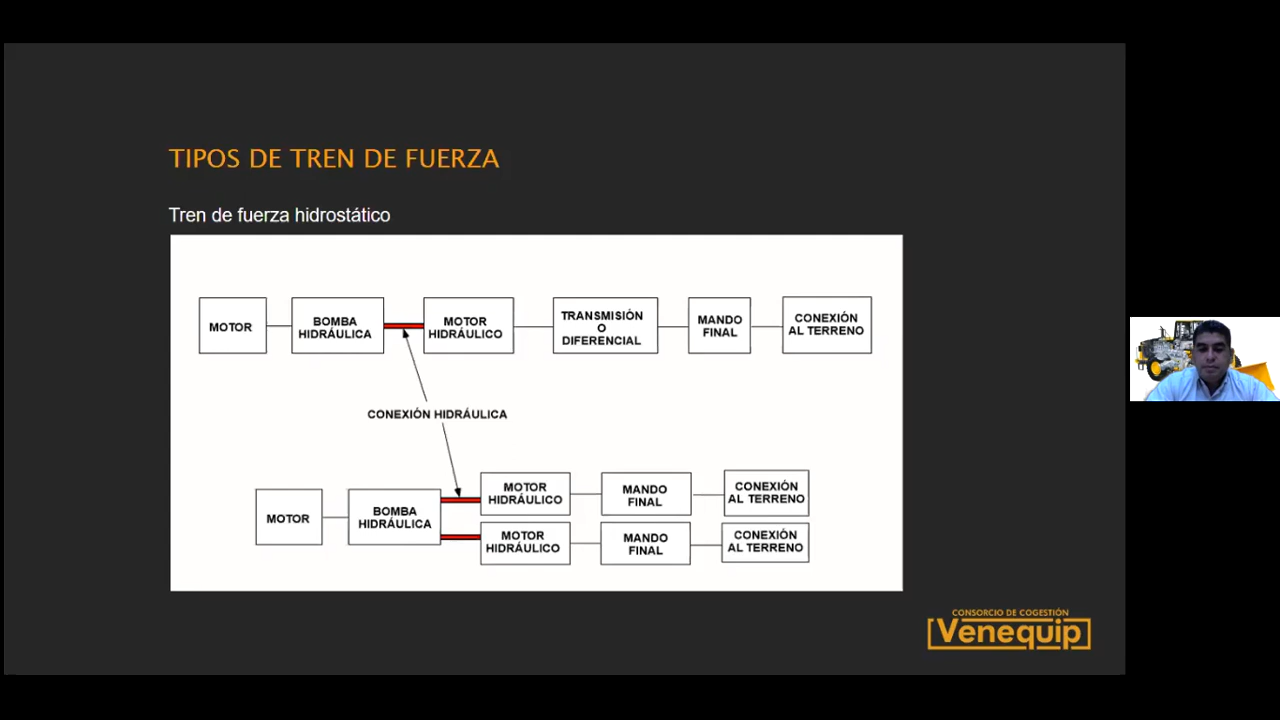 TIPOS DE TREN DE FUERZA
Tren de fuerza hidrostático
MOTOR
BOMBA
HIDRÁULICA
MOTOR
HIDRÁULICO
TRANSMISIÓN
O
DIFERENCIAL
MANDO
FINAL
CONEXIÓN
AL TERRENO
CONEXIÓN HIDRÁULICA
MOTOR
BOMBA
HIDRÁULICA
MOTOR
HIDRÁULICO
MANDO
FINAL
CONEXIÓN
AL TERRENO
MOTOR
HIDRÁULICO
MANDO
FINAL
CONEXIÓN
AL TERRENO
CONSORCIO DE COGESTIÓN
Venequip